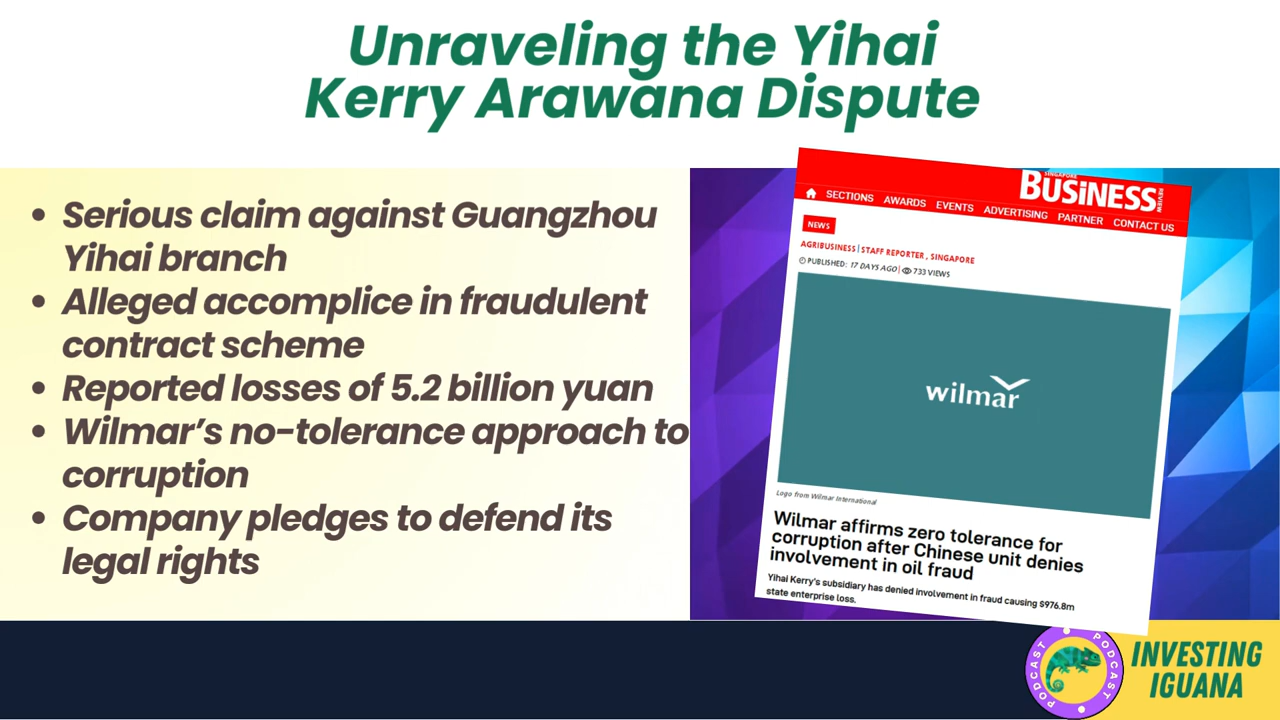 Unraveling the Yihai
Kerry Arawana Dispute
• Serious claim against Guangzhou
Yihai branch
• Alleged accomplice in fraudulent
contract scheme
• Reported losses of 5.2 billion yuan
• Wilmar’s no-tolerance approach to
corruption
• Company pledges to defend its
legal rights
SINGAPORE
BUSiNESS
REVIEW
SECTIONS AWARDS EVENTS ADVERTISING PARTNER CONTACT US
NEWS
AGRIBUSINESS | STAFF REPORTER , SINGAPORE
PUBLISHED: 17 DAYS AGO | 733 VIEWS
wilmar
Logo from Wilmar International
Wilmar affirms zero tolerance for
corruption after Chinese unit denies
involvement in oil fraud
Yihai Kerry's subsidiary has denied involvement in fraud causing $976.8m
state enterprise loss.
PODCAST
PODCAST
INVESTING
IGUANA